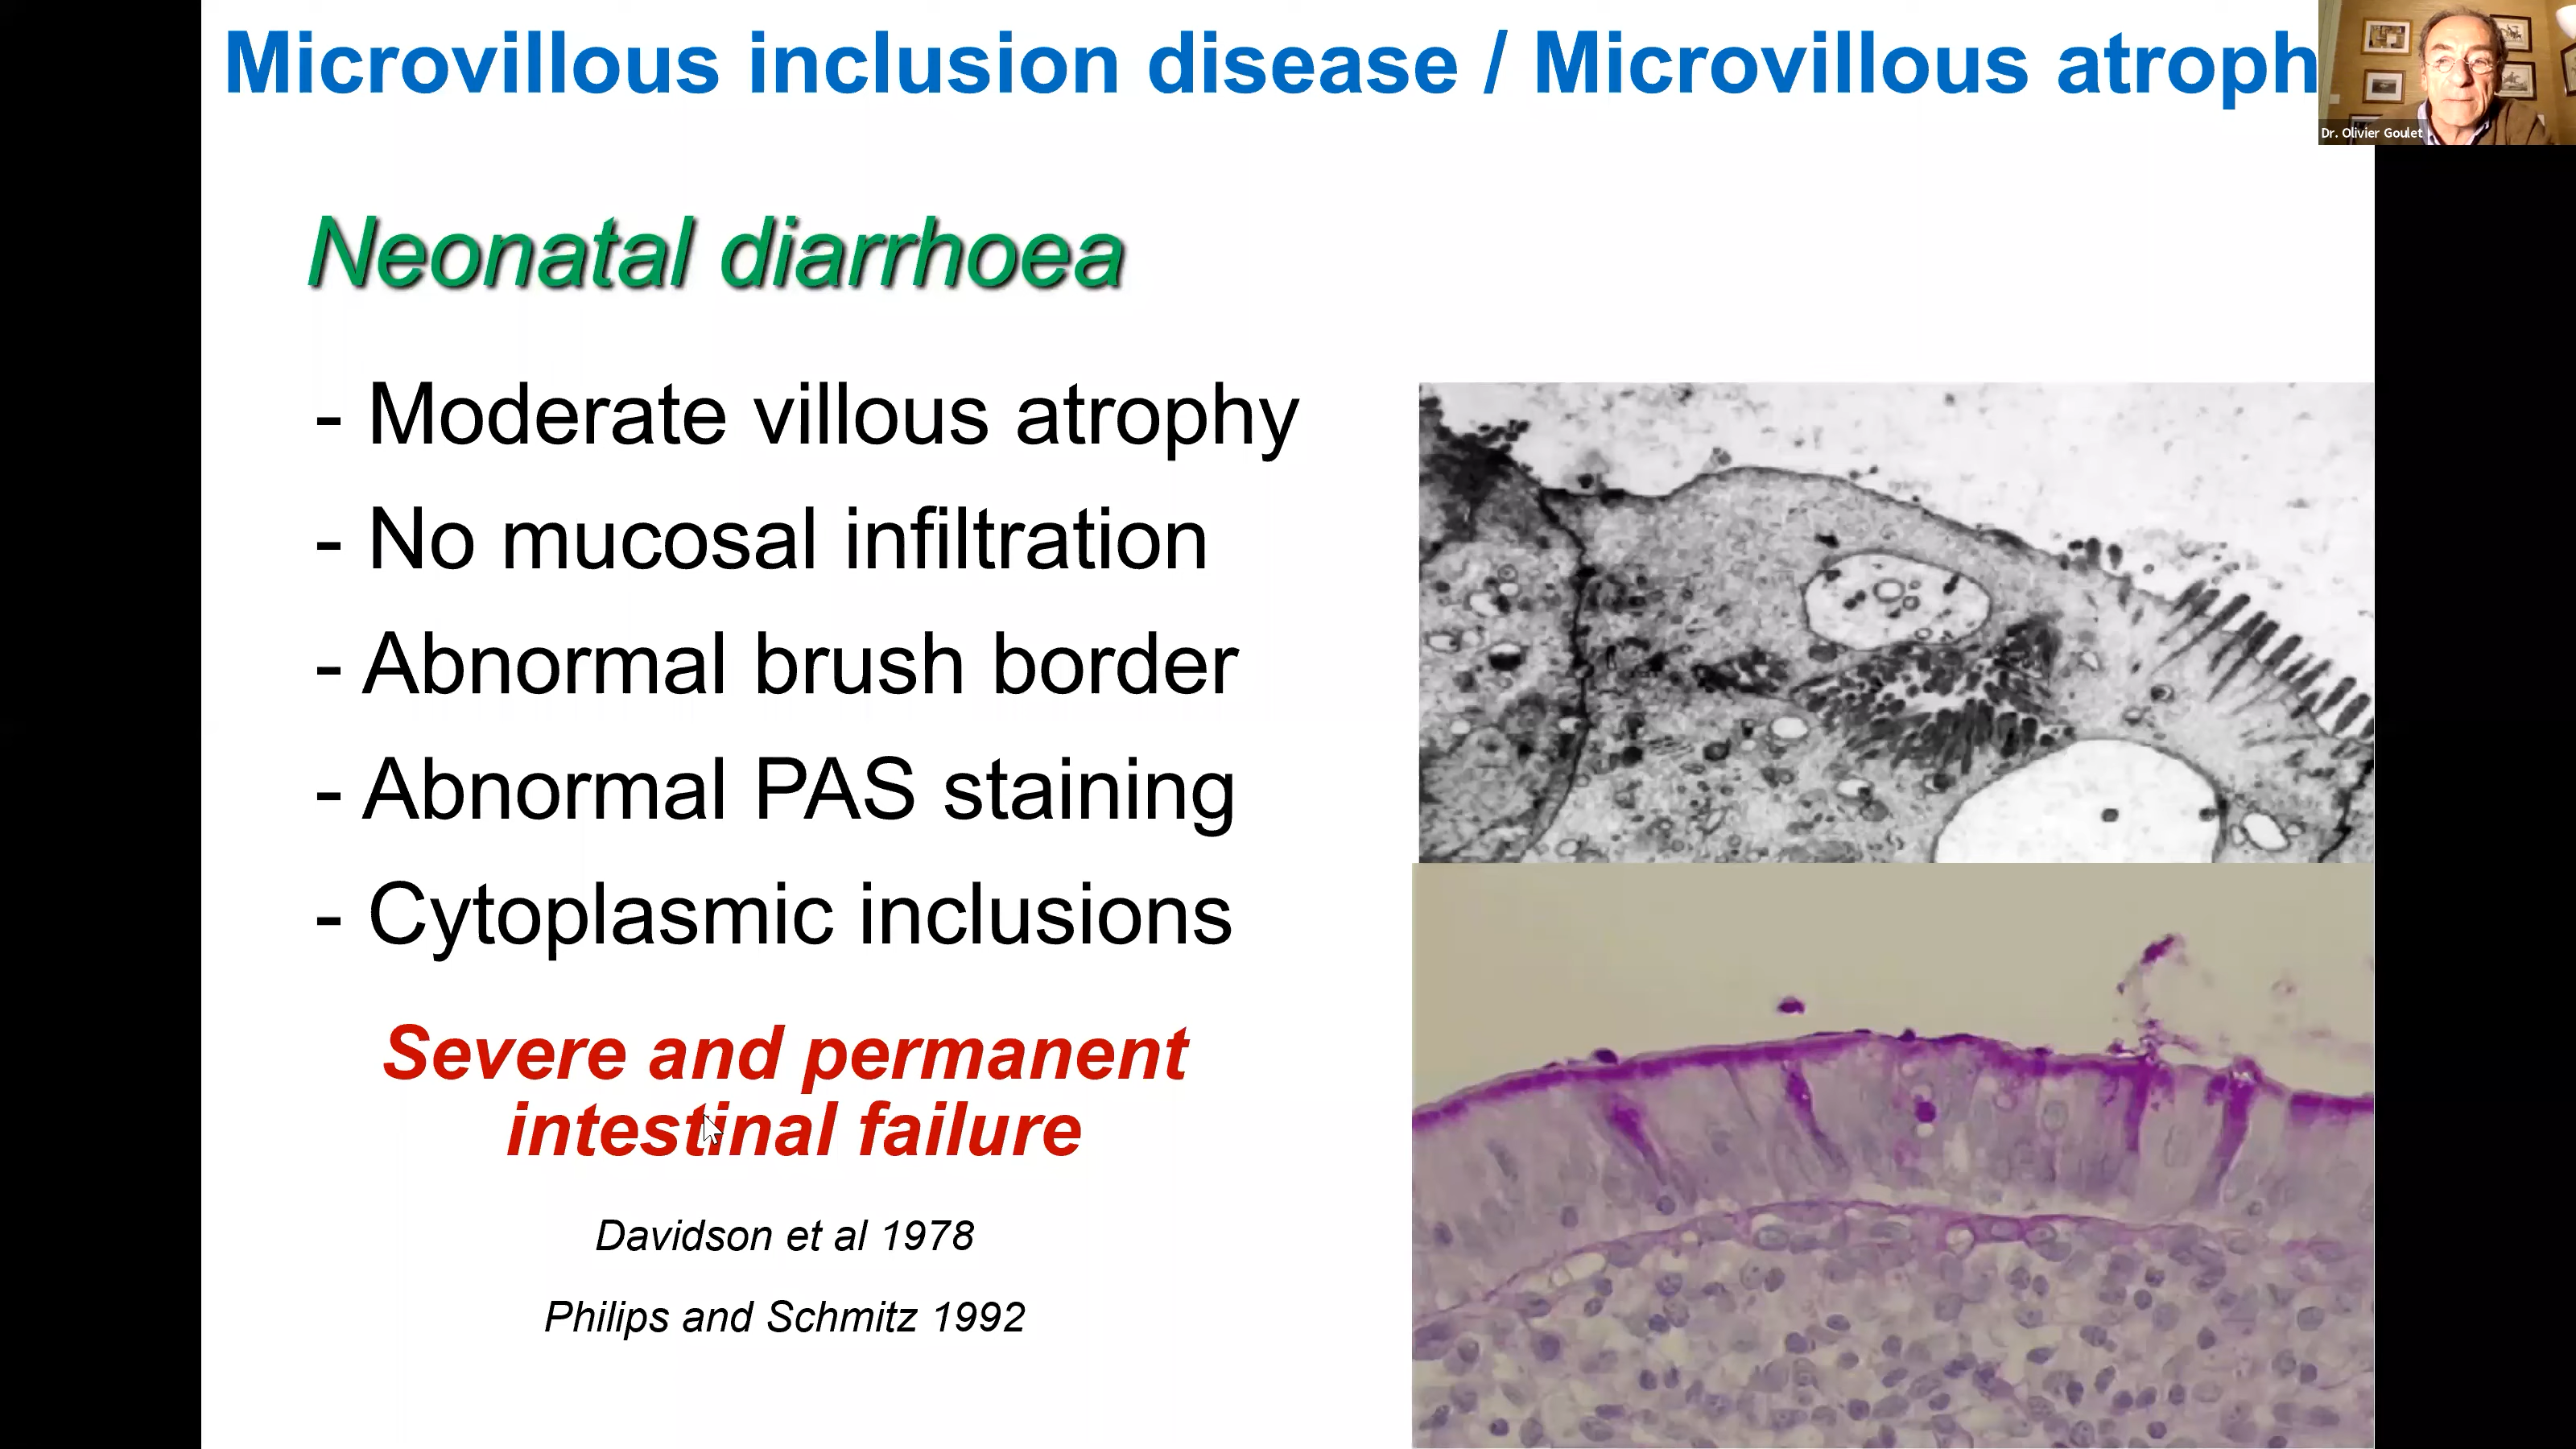 Microvillous inclusion disease / Microvillous atroph
Dr. Olivier Goulet
Neonatal diarrhoea
- Moderate villous atrophy
- No mucosal infiltration
- Abnormal brush border
- Abnormal PAS staining
- Cytoplasmic inclusions
Severe and permanent
intestinal failure
Davidson et al 1978
Philips and Schmitz 1992